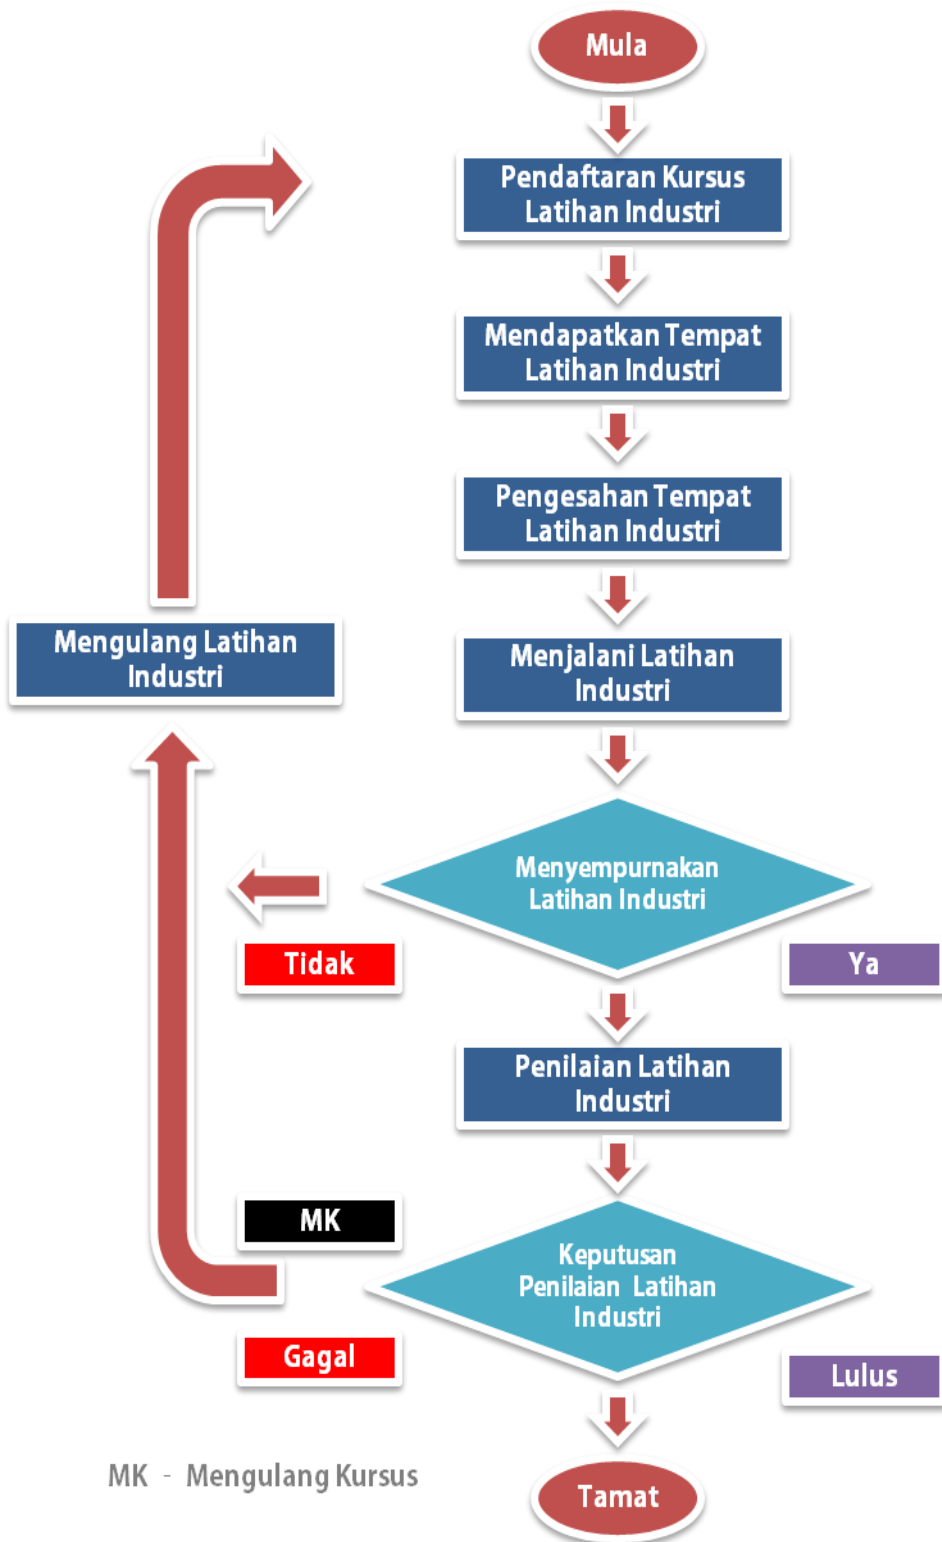 Mula
Pendaftaran Kursus
Latihan Industri
Mendapatkan Tempat
Latihan Industri
Pengesahan Tempat
Latihan Industri
Mengulang Latihan
Industri
Menjalani Latihan
Industri
Menyempurnakan
Latihan Industri
Tidak
Ya
Penilaian Latihan
Industri
MK
Keputusan
Penilaian Latihan
Industri
Gagal
Lulus
MK - Mengulang Kursus
Tamat